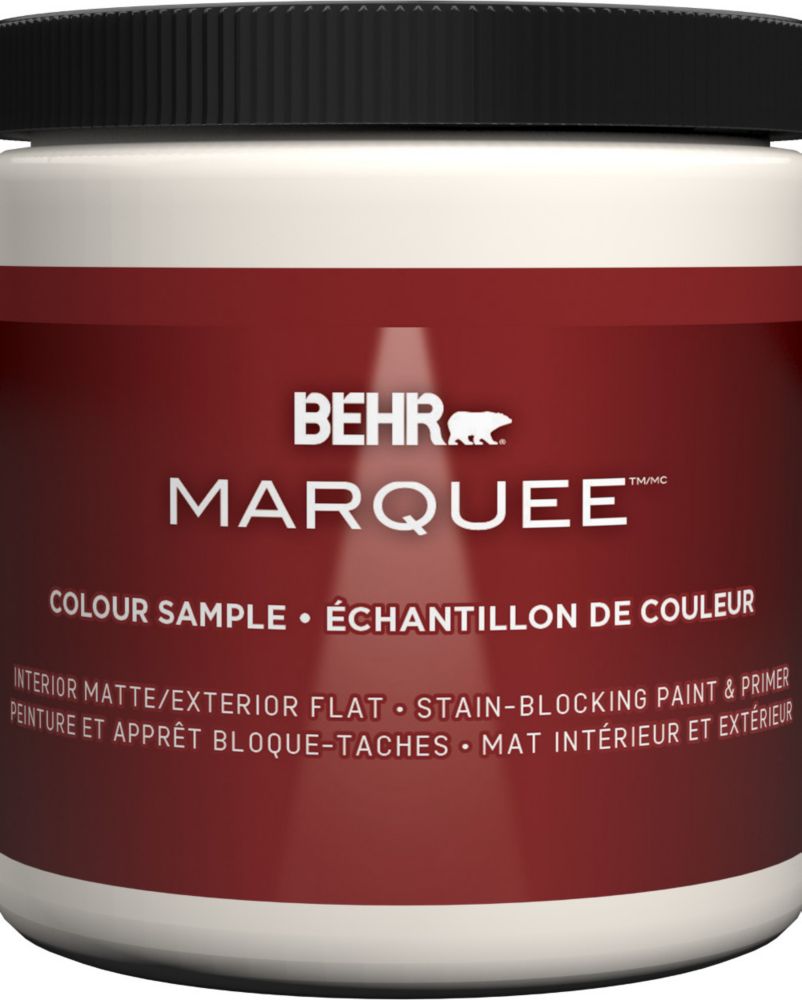 BEHR®
MARQUEE™/MC
COLOUR SAMPLE • ÉCHANTILLON DE COULEUR
INTERIOR MATTE/EXTERIOR FLAT • STAIN-BLOCKING PAINT & PRIMER
PEINTURE ET APPRÊT BLOQUE-TACHES • MAT INTÉRIEUR ET EXTÉRIEUR